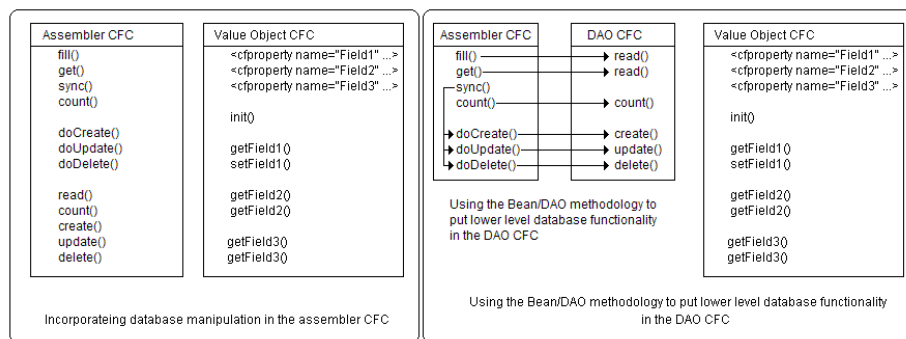 Assembler CFC
fill()
get()
sync()
count()
doCreate()
doUpdate()
doDelete()
read()
count()
create()
update()
delete()
Value Object CFC
<cfproperty name="Field1" ...>
<cfproperty name="Field2" ...>
<cfproperty name="Field3" ...>
init()
getField1()
setField1()
getField2()
getField2()
getField3()
getField3()
Incorporateing database manipulation in the assembler CFC
Assembler CFC
fill()
get()
sync()
count()
doCreate()
doUpdate()
doDelete()
DAO CFC
read()
read()
count()
create()
update()
delete()
Using the Bean/DAO methodology to
put lower level database functionality
in the DAO CFC
Value Object CFC
<cfproperty name="Field1" ...>
<cfproperty name="Field2" ...>
<cfproperty name="Field3" ...>
init()
getField1()
setField1()
getField2()
getField2()
getField3()
getField3()
Using the Bean/DAO methodology to put lower level database functionality
in the DAO CFC